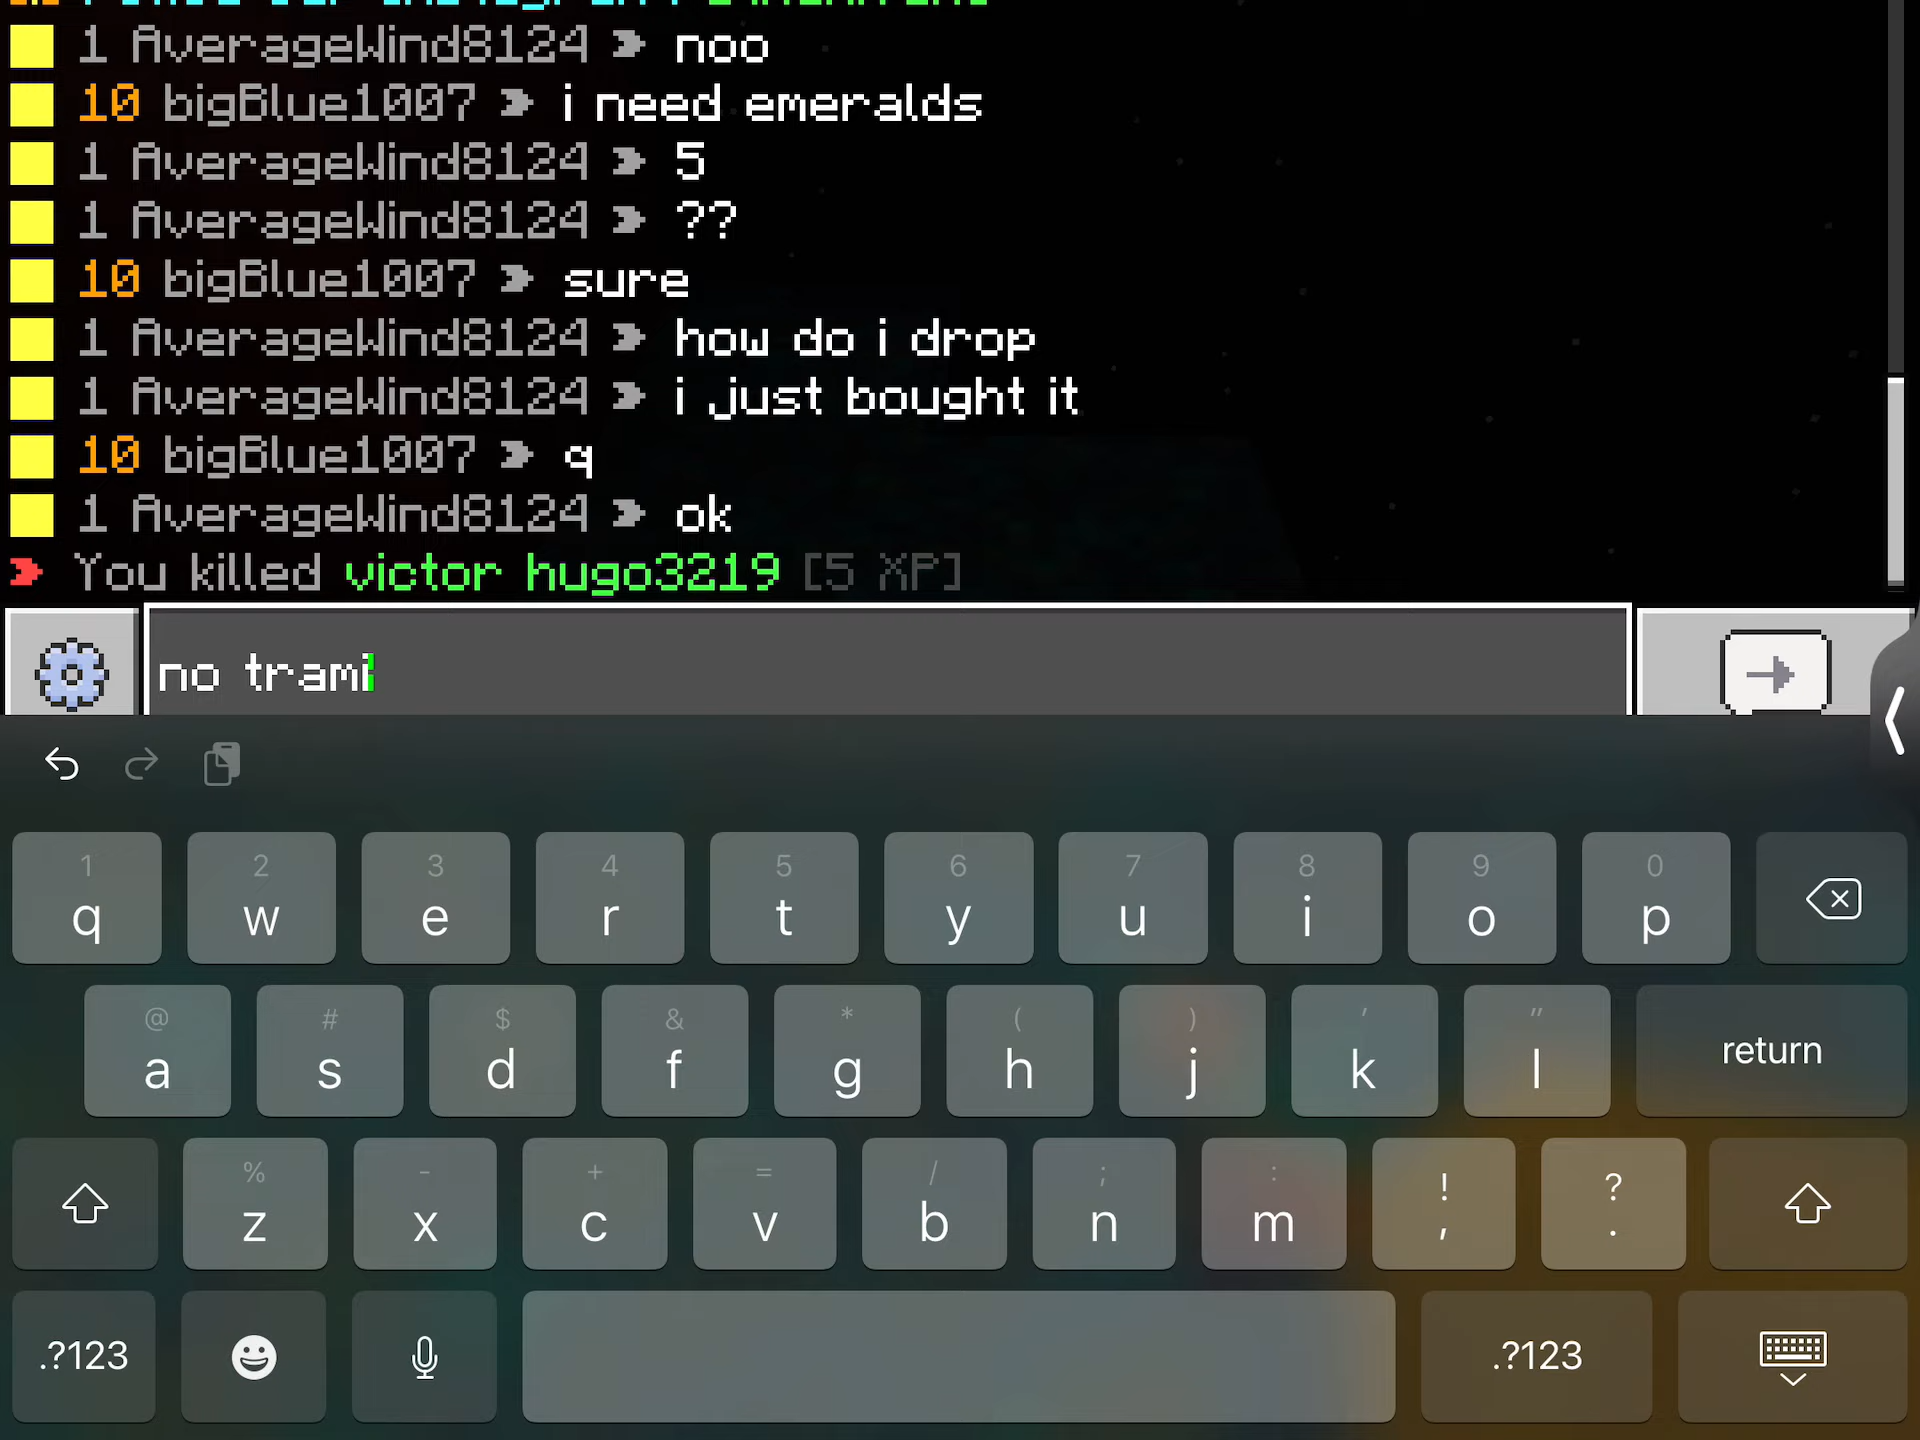 1 AverageWind8124 noo
10 bigBlue1007 i need emeralds
1 AverageWind8124 5
1 AverageWind8124 ??
10 bigBlue1007 sure
1 AverageWind8124 how do i drop
1 AverageWind8124 i just bought it
10 bigBlue1007 q
1 AverageWind8124 ok
You killed victor hugo3219 [5 XP]
no trami
1 2 3 4 5 6 7 8 9 0
q w e r t y u i o p
@ # $ & * ( ) ' "
a s d f g h j k l return
% - + = / ; : ! ?
z x c v b n m , .
.?123 .?123